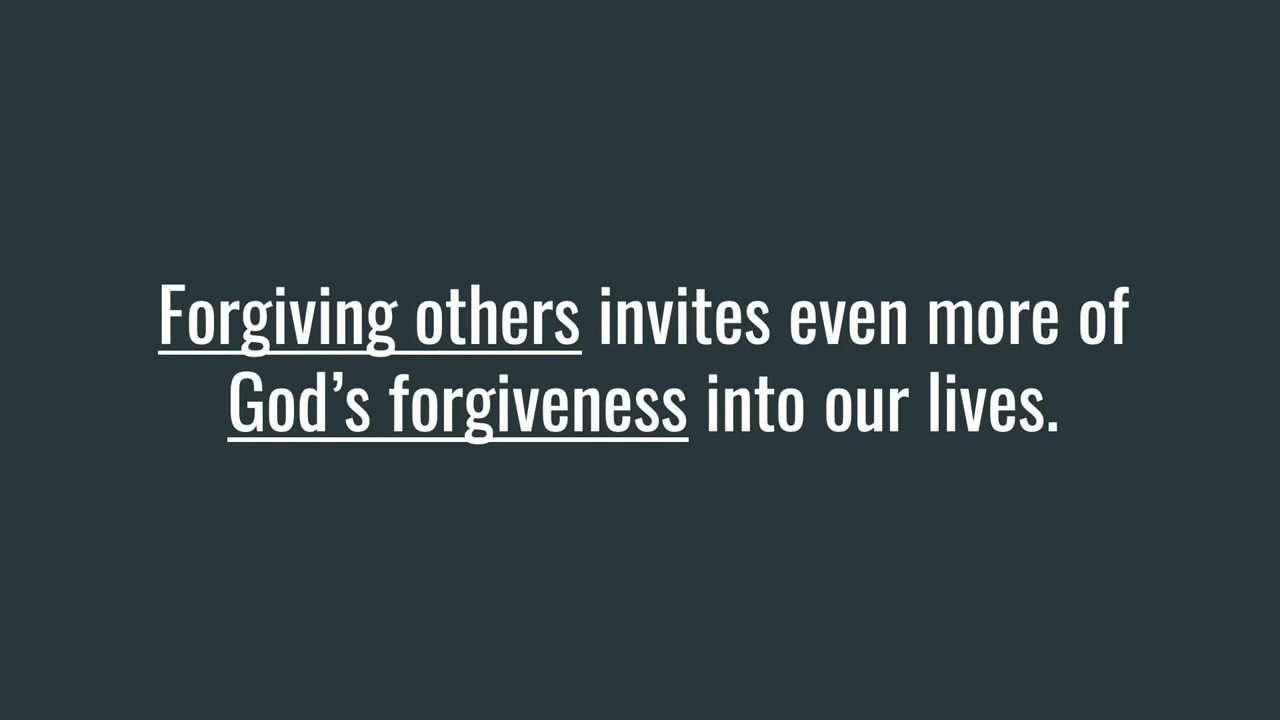 Forgiving others invites even more of
God’s forgiveness into our lives.